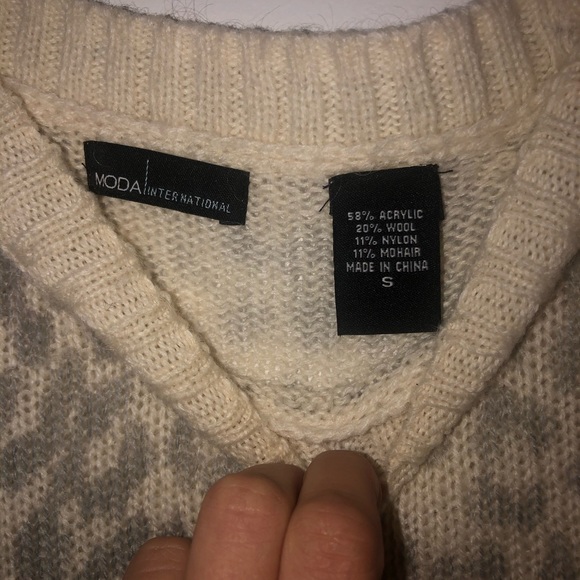 MODA INTERNATIONAL
58% ACRYLIC
20% WOOL
11% NYLON
11% MOHAIR
MADE IN CHINA
S